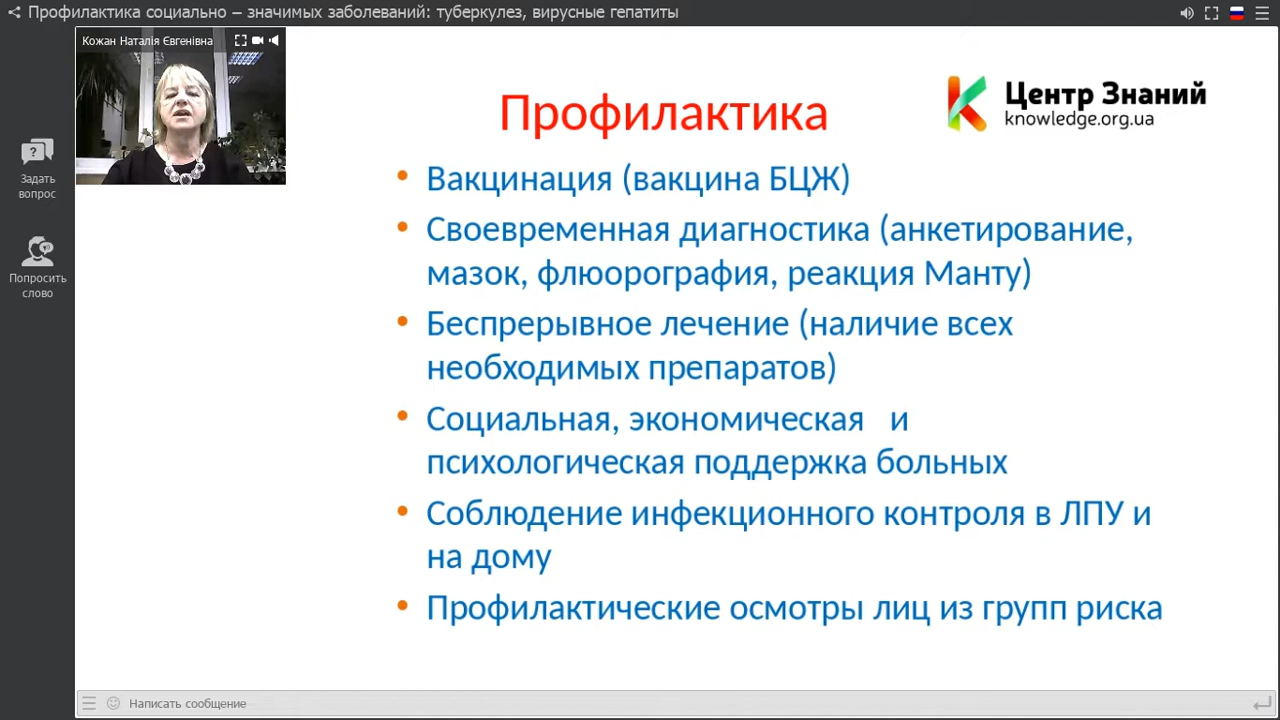 Профилактика социально – значимых заболеваний: туберкулез, вирусные гепатиты
Кожан Наталія Євгенівна
Задать
вопрос
Попросить
слово
Профилактика
Центр Знаний
knowledge.org.ua
• Вакцинация (вакцина БЦЖ)
• Своевременная диагностика (анкетирование,
мазок, флюорография, реакция Манту)
• Беспрерывное лечение (наличие всех
необходимых препаратов)
• Социальная, экономическая и
психологическая поддержка больных
• Соблюдение инфекционного контроля в ЛПУ и
на дому
• Профилактические осмотры лиц из групп риска
Написать сообщение